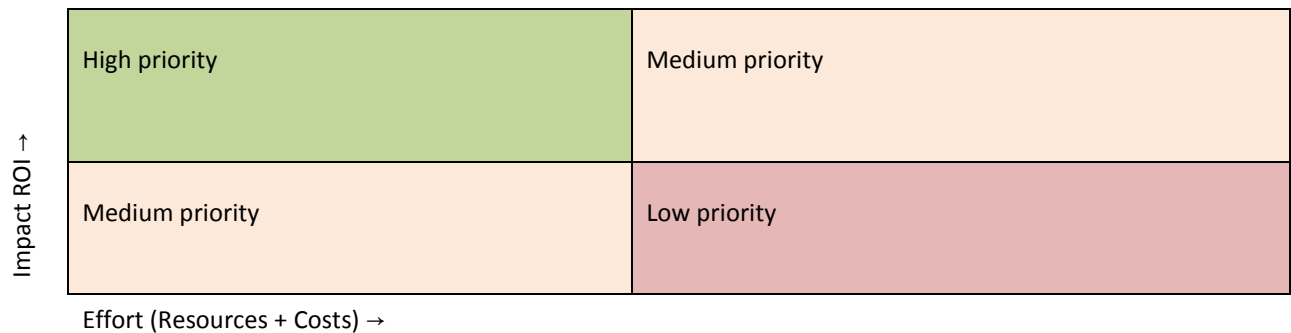 High priority
Medium priority
Impact ROI →
Medium priority
Low priority
Effort (Resources + Costs) →